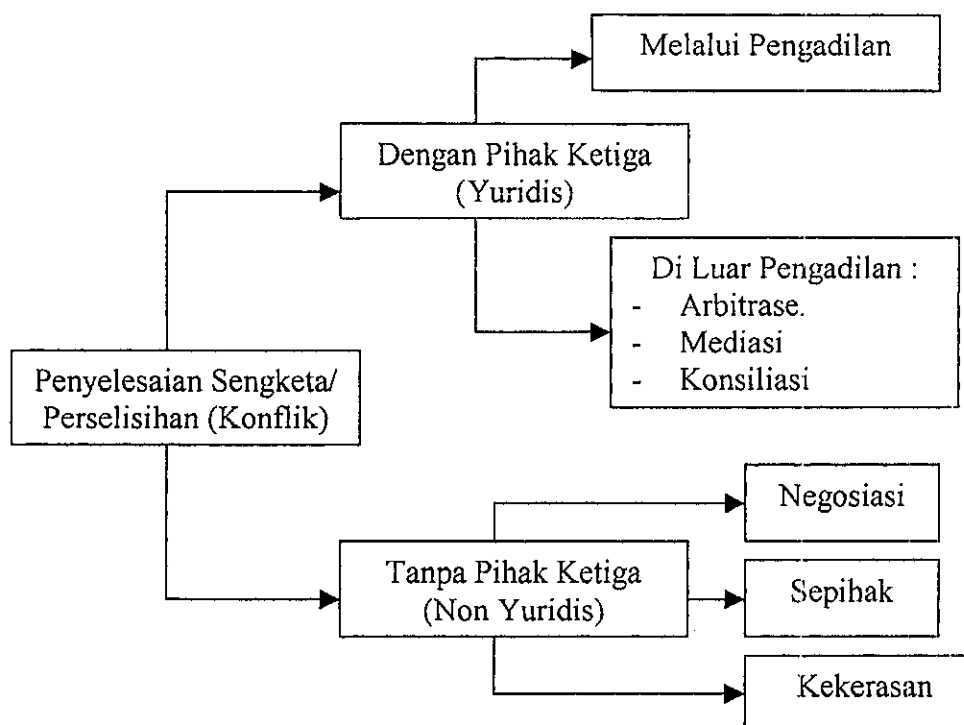 Melalui Pengadilan
Dengan Pihak Ketiga
(Yuridis)
Di Luar Pengadilan :
- Arbitrase.
- Mediasi
- Konsiliasi
Penyelesaian Sengketa/
Perselisihan (Konflik)
Negosiasi
Tanpa Pihak Ketiga
(Non Yuridis)
Sepihak
Kekerasan